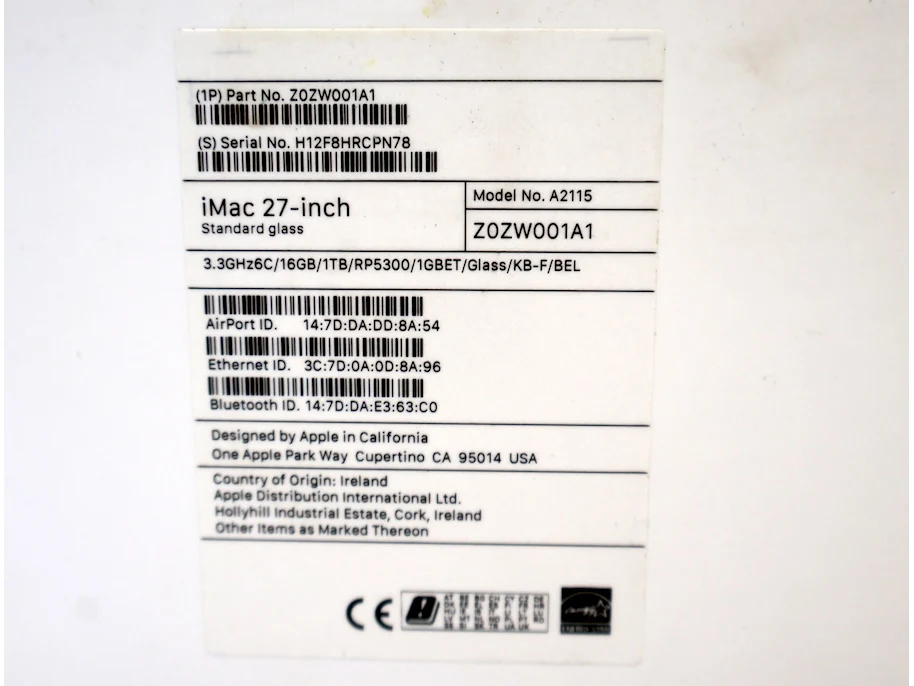 (1P) Part No. Z0ZW001A1
(S) Serial No. H12F8HRCPN78
iMac 27-inch
Standard glass
Model No. A2115
Z0ZW001A1
3.3GHz6C/16GB/1TB/RP5300/1GBET/Glass/KB-F/BEL
AirPort ID. 14:7D:DA:DD:8A:54
Ethernet ID. 3C:7D:0A:0D:8A:96
Bluetooth ID. 14:7D:DA:E3:63:C0
Designed by Apple in California
One Apple Park Way Cupertino CA 95014 USA
Country of Origin: Ireland
Apple Distribution International Ltd.
Hollyhill Industrial Estate, Cork, Ireland
Other Items as Marked Thereon
CE